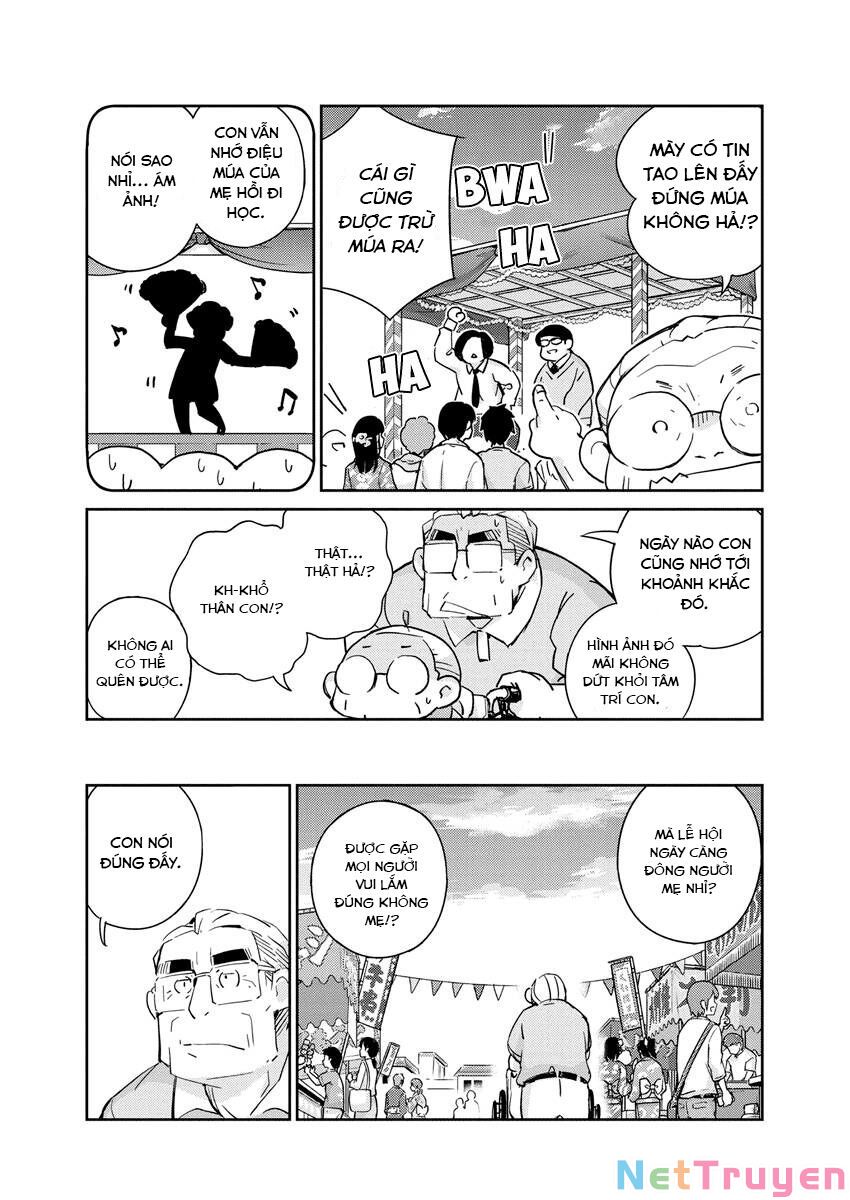 MÀY CÓ TIN
TAO LÊN ĐẤY
ĐỨNG MÚA
KHÔNG HẢ!?
BWA
HA
HA
CÁI GÌ
CŨNG
ĐƯỢC TRỪ
MÚA RA!
CON VẪN
NHỚ ĐIỆU
MÚA CỦA
MẸ HỒI ĐI
HỌC.
NÓI SAO
NHỈ... ÁM
ẢNH!
NGÀY NÀO CON
CŨNG NHỚ TỚI
KHOẢNH KHẮC
ĐÓ.
HÌNH ẢNH ĐÓ
MÃI KHÔNG
DỨT KHỎI TÂM
TRÍ CON.
THẬT...
THẬT HẢ!?
KH-KHỔ
THÂN CON!?
KHÔNG AI
CÓ THỂ
QUÊN ĐƯỢC.
MÀ LỄ HỘI
NGÀY CÀNG
ĐÔNG NGƯỜI
MẸ NHỈ?
ĐƯỢC GẶP
MỌI NGƯỜI
VUI LẮM
ĐÚNG KHÔNG
MẸ!?
CON NÓI
ĐÚNG ĐẤY.
NetTruyen